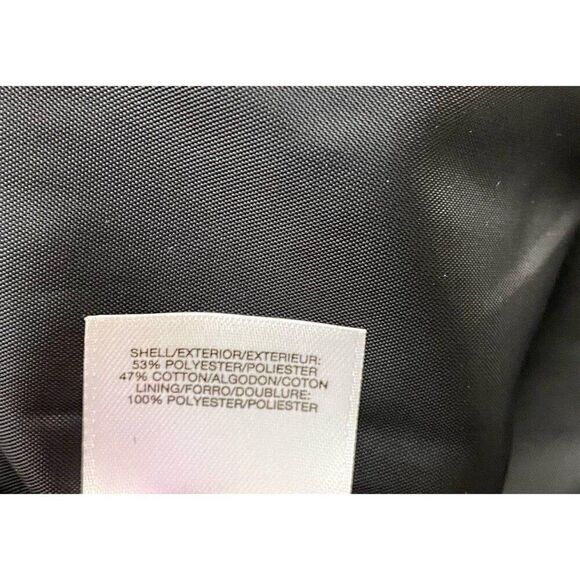 SHELL/EXTERIOR/EXTERIEUR:
53% POLYESTER/POLIESTER
47% COTTON/ALGODON/COTON
LINING/FORRO/DOUBLURE:
100% POLYESTER/POLIESTER